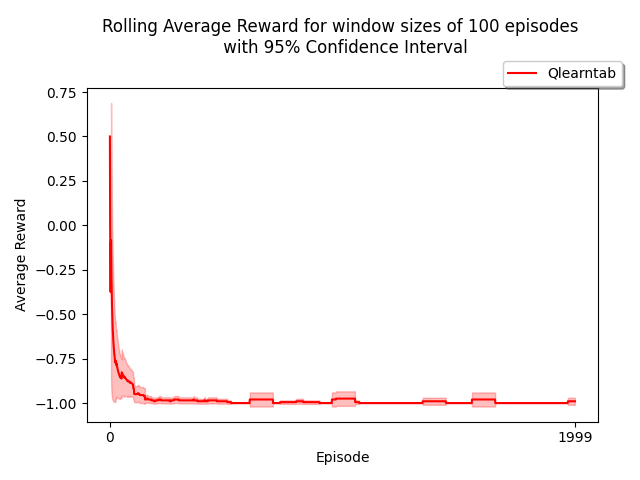 Rolling Average Reward for window sizes of 100 episodes
with 95% Confidence Interval
Qlearntab
0.75
0.50
0.25
0.00
−0.25
−0.50
−0.75
−1.00
Average Reward
0 1999
Episode